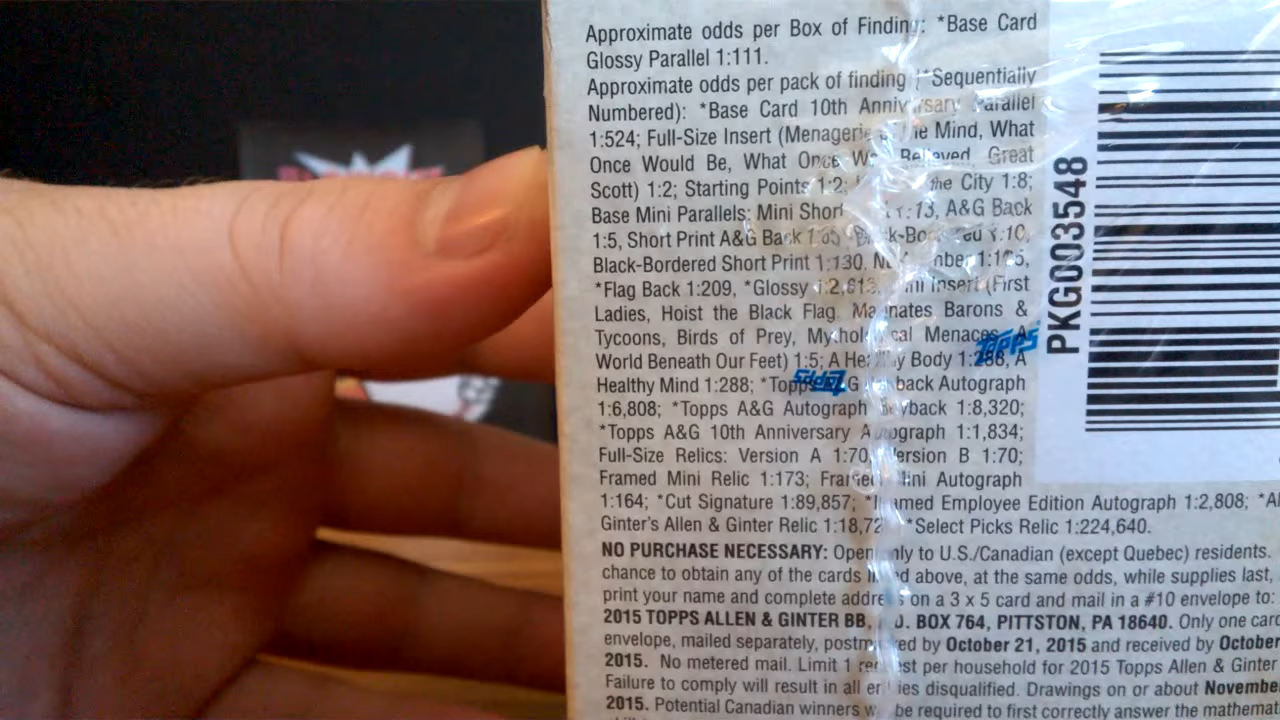 Approximate odds per Box of Finding: *Base Card
Glossy Parallel 1:111.
Approximate odds per pack of finding (*Sequentially
Numbered): *Base Card 10th Anniversary Parallel
1:524; Full-Size Insert (Menagerie of the Mind, What
Once Would Be, What Once Was Believed, Great
Scott) 1:2; Starting Points 1:2; the City 1:8;
Base Mini Parallels: Mini Short 1:13, A&G Back
1:5, Short Print A&G Back 1:65 1:10,
Black-Bordered Short Print 1:130, No Number 1:
*Flag Back 1:209, *Glossy 1:2,613, Mini Insert (First
Ladies, Hoist the Black Flag, Magnates Barons &
Tycoons, Birds of Prey, Mythological Menaces, A
World Beneath Our Feet) 1:5; A Healthy Body 1:288, A
Healthy Mind 1:288; *Topps A&G Buyback Autograph
1:6,808; *Topps A&G Autograph Buyback 1:8,320;
*Topps A&G 10th Anniversary Autograph 1:1,834;
Full-Size Relics: Version A 1:70, Version B 1:70;
Framed Mini Relic 1:173; Framed Mini Autograph
1:164; *Cut Signature 1:89,857; *Framed Employee Edition Autograph 1:2,808;
Ginter's Allen & Ginter Relic 1:18,72 *Select Picks Relic 1:224,640.
NO PURCHASE NECESSARY: Open only to U.S./Canadian (except Quebec) residents.
chance to obtain any of the cards listed above, at the same odds, while supplies last,
print your name and complete address on a 3 x 5 card and mail in a #10 envelope to:
2015 TOPPS ALLEN & GINTER BB, P.O. BOX 764, PITTSTON, PA 18640. Only one card
envelope, mailed separately, postmarked by October 21, 2015 and received by October
2015. No metered mail. Limit 1 request per household for 2015 Topps Allen & Ginter
Failure to comply will result in all entries disqualified. Drawings on or about November
2015. Potential Canadian winners will be required to first correctly answer the mathemat
PKG003548
Topps
Topps